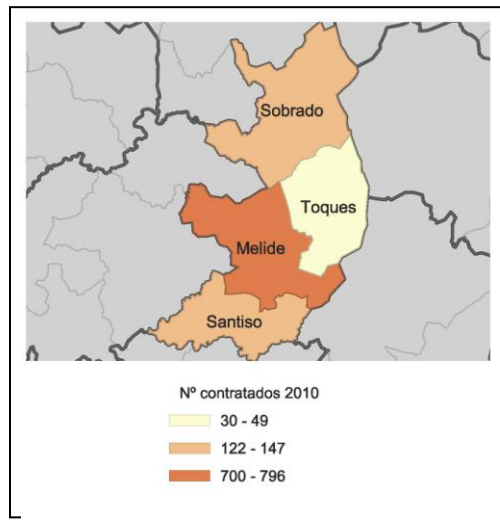 Sobrado
Toques
Melide
Santiso
Nº contratados 2010
30 - 49
122 - 147
700 - 796